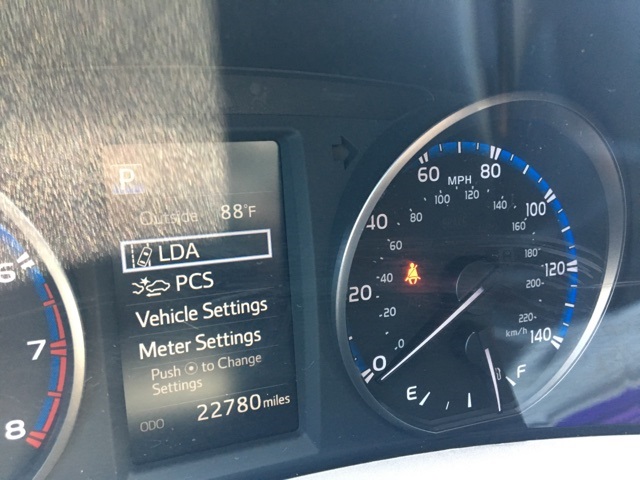 P
Outside 88°F
LDA
PCS
Vehicle Settings
Meter Settings
Push to Change
Settings
ODO 22780 miles
6
7
8
MPH
km/h
0
20
40
60
80
100
120
140
0
20
40
60
80
100
120
140
160
180
200
220
E
F